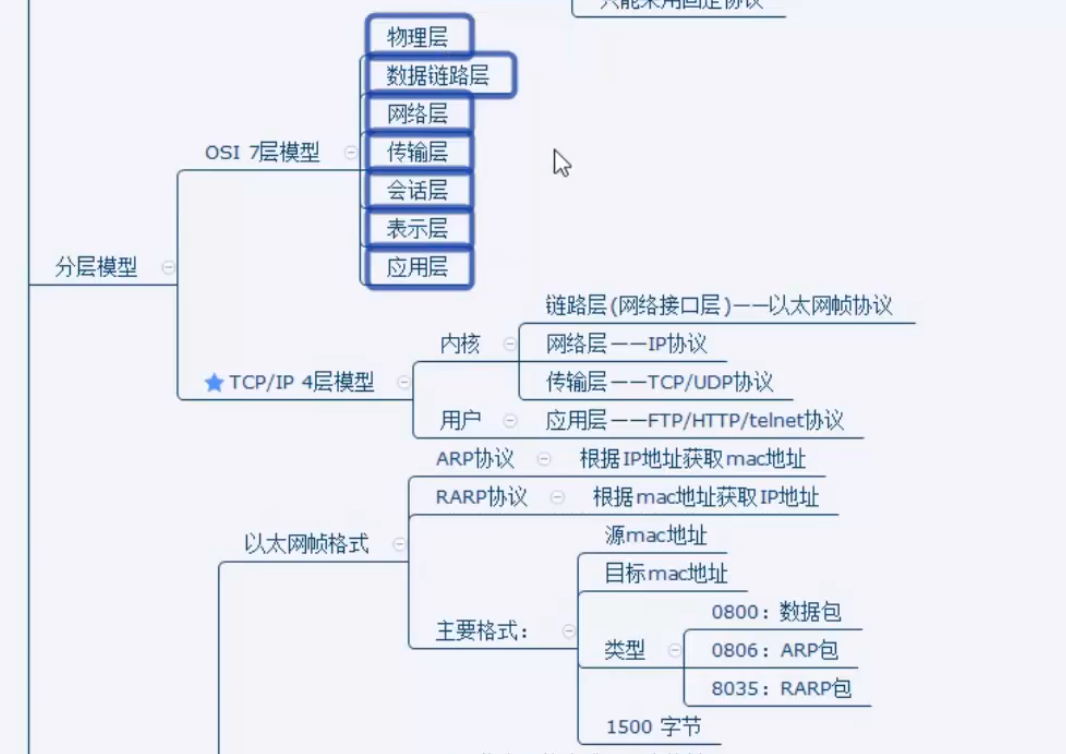 只能采用固定协议
物理层
数据链路层
网络层
OSI 7层模型
传输层
会话层
表示层
分层模型
应用层
链路层(网络接口层)——以太网帧协议
内核
网络层——IP协议
TCP/IP 4层模型
传输层——TCP/UDP协议
用户
应用层——FTP/HTTP/telnet协议
ARP协议
根据IP地址获取mac地址
RARP协议
根据mac地址获取IP地址
以太网帧格式
源mac地址
目标mac地址
主要格式：
类型
0800：数据包
0806：ARP包
8035：RARP包
1500 字节